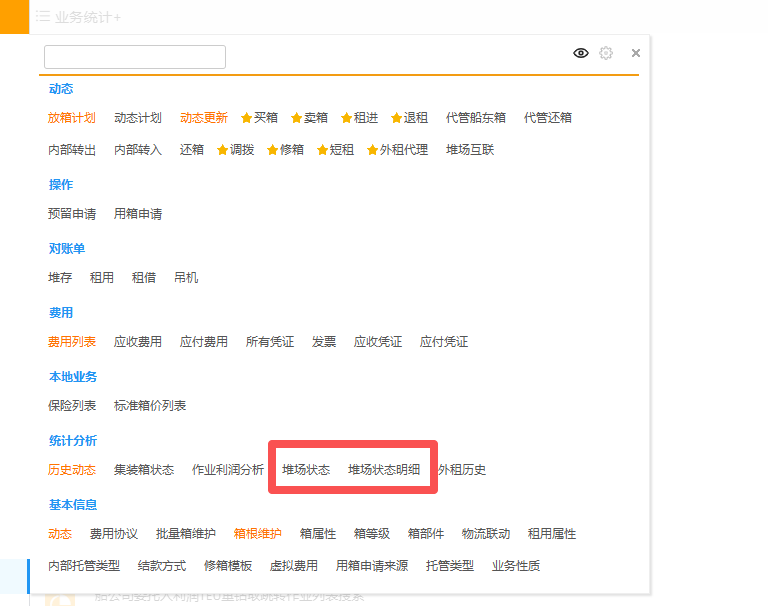 业务统计+
动态
放箱计划 动态计划 动态更新 买箱 卖箱 租进 退租 代管船东箱 代管还箱
内部转出 内部转入 还箱 调拨 修箱 短租 外租代理 堆场互联
操作
预留申请 用箱申请
对账单
堆存 租用 租借 吊机
费用
费用列表 应收费用 应付费用 所有凭证 发票 应收凭证 应付凭证
本地业务
保险列表 标准箱价列表
统计分析
历史动态 集装箱状态 作业利润分析 堆场状态 堆场状态明细 外租历史
基本信息
动态 费用协议 批量箱维护 箱根维护 箱属性 箱等级 箱部件 物流联动 租用属性
内部托管类型 结款方式 修箱模板 虚拟费用 用箱申请来源 托管类型 业务性质